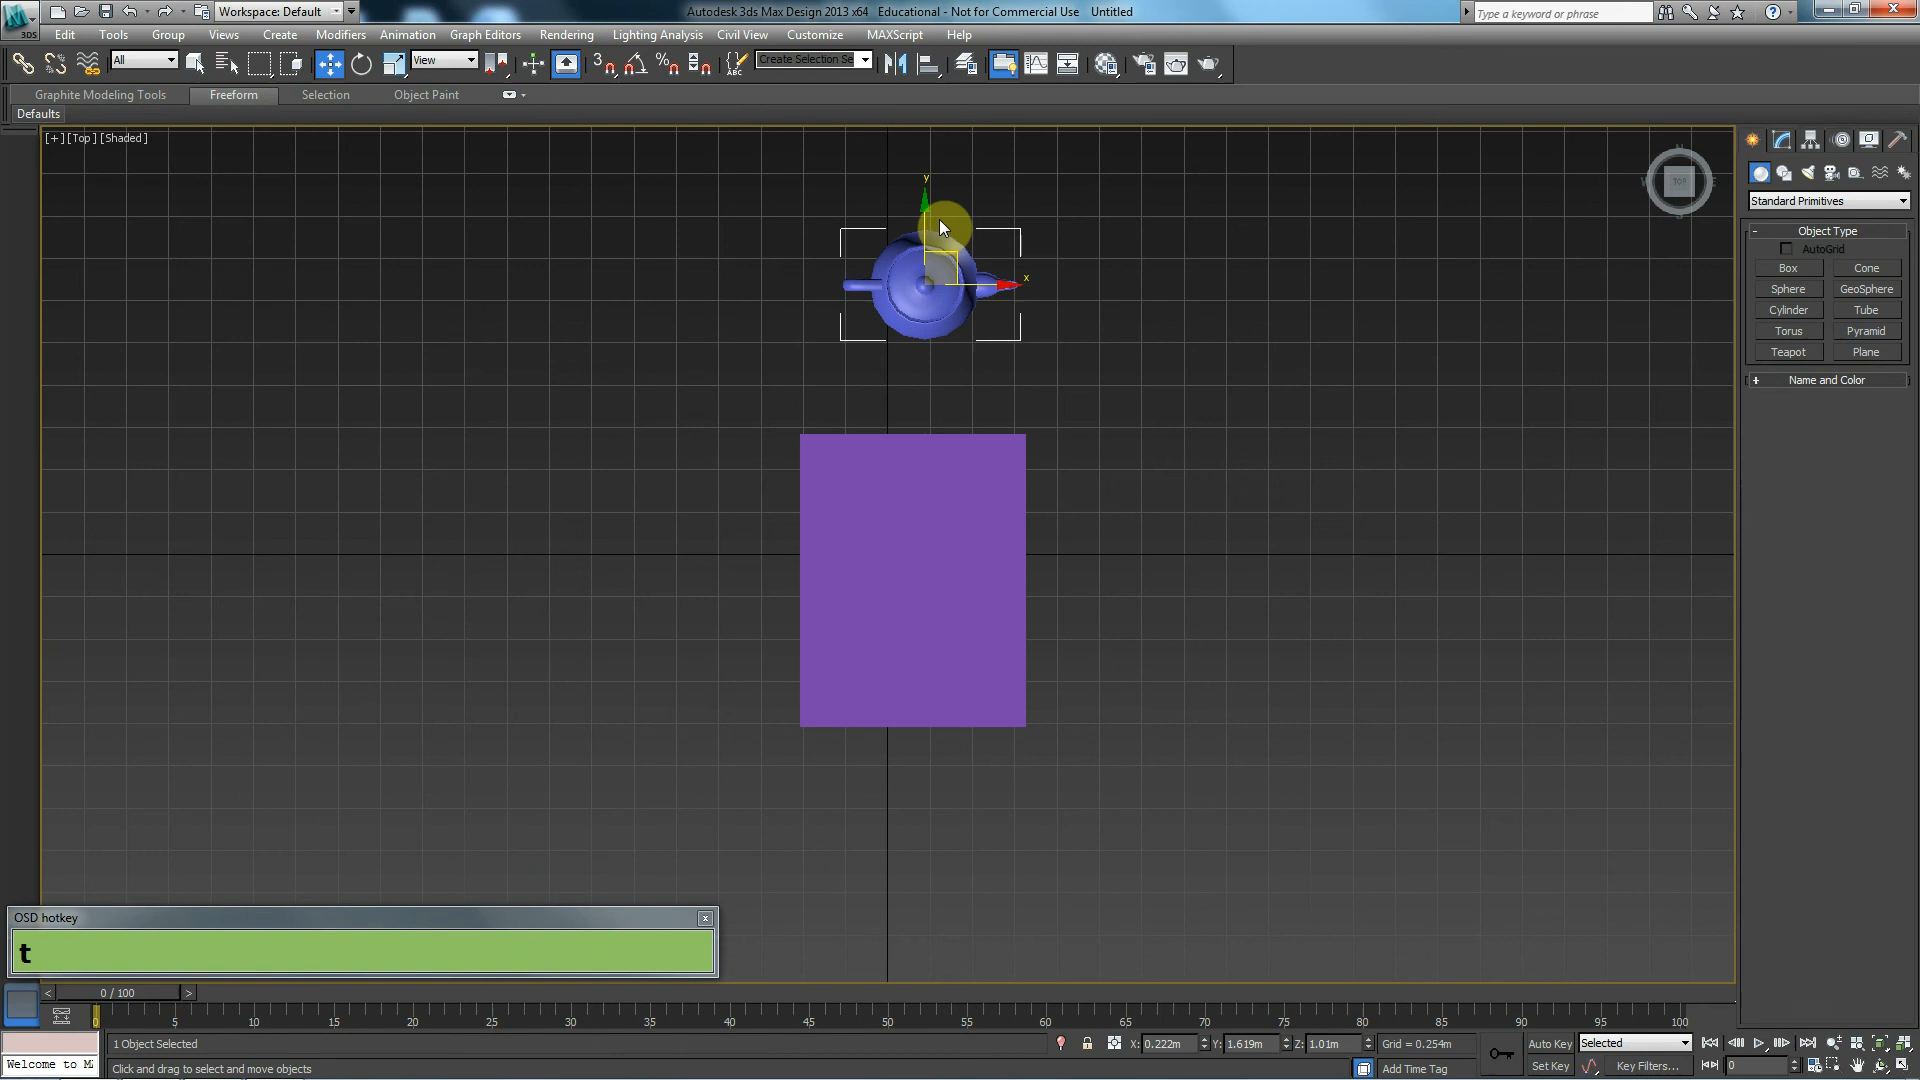 Workspace: Default
Autodesk 3ds Max Design 2013 x64   Educational - Not for Commercial Use   Untitled
Type a keyword or phrase
3DS
Edit Tools Group Views Create Modifiers Animation Graph Editors Rendering Lighting Analysis Civil View Customize MAXScript Help
All
View
3
%
ABC
Create Selection Se
Graphite Modeling Tools Freeform Selection Object Paint
Defaults
[+][Top][Shaded]
y
x
TOP
Standard Primitives
- Object Type
AutoGrid
Box Cone
Sphere GeoSphere
Cylinder Tube
Torus Pyramid
Teapot Plane
+ Name and Color
OSD hotkey x
t
< 0 / 100 >
0 5 10 15 20 25 30 35 40 45 50 55 60 65 70 75 80 85 90 95 100
1 Object Selected
X: 0.222m Y: 1.619m Z: 1.01m Grid = 0.254m
Auto Key Selected
Welcome to M
Click and drag to select and move objects
Add Time Tag
Set Key Key Filters... 0